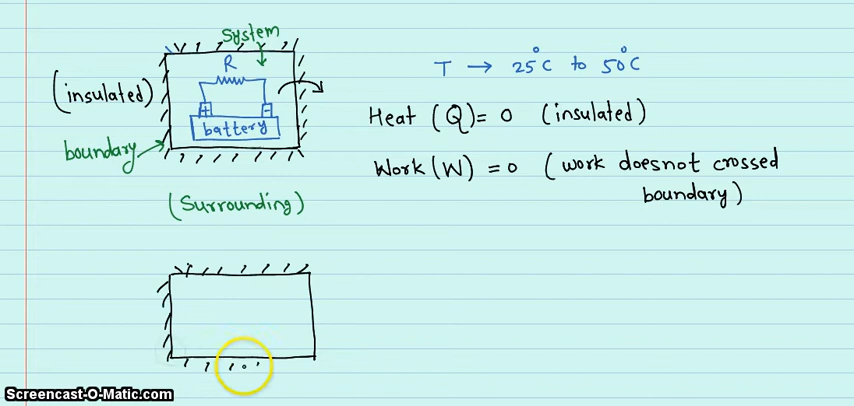 System
R
(insulated)
+ -
battery
boundary
(Surrounding)
T → 25°C to 50°C
Heat (Q) = 0 (insulated)
Work (W) = 0 (work doesnot crossed
boundary)
Screencast-O-Matic.com